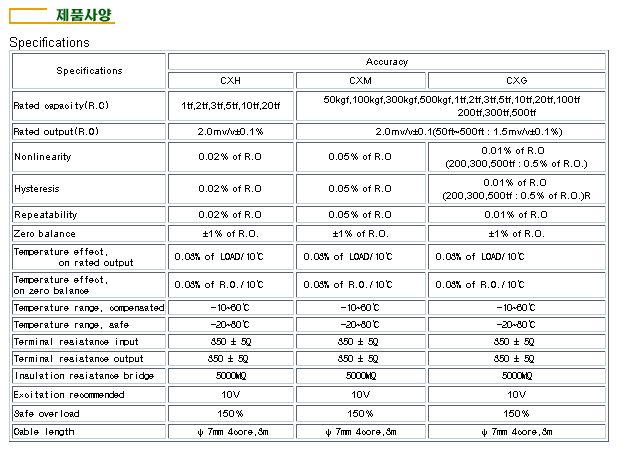 제품사양
Specifications
Specifications Accuracy
CXH CXM CXG
Rated capacity(R.C) 1tf,2tf,3tf,5tf,10tf,20tf 50kgf,100kgf,300kgf,500kgf,1tf,2tf,3tf,5tf,10tf,20tf,100tf
200tf,300tf,500tf
Rated output(R.O) 2.0mv/v±0.1% 2.0mv/v±0.1(50ft~500ft : 1.5mv/v±0.1%)
Nonlinearity 0.02% of R.O 0.05% of R.O 0.01% of R.O
(200,300,500tf : 0.5% of R.O.)
Hysteresis 0.02% of R.O 0.05% of R.O 0.01% of R.O
(200,300,500tf : 0.5% of R.O.)R
Repeatability 0.02% of R.O 0.05% of R.O 0.01% of R.O
Zero balance ±1% of R.O. ±1% of R.O. ±1% of R.O.
Temperature effect,
on rated output 0.08% of LOAD/10℃ 0.08% of LOAD/10℃ 0.08% of LOAD/10℃
Temperature effect,
on zero balance 0.08% of R.O./10℃ 0.08% of R.O./10℃ 0.08% of R.O./10℃
Temperature range, compensated -10~60℃ -10~60℃ -10~60℃
Temperature range, safe -20~80℃ -20~80℃ -20~80℃
Terminal resistance input 350 ± 5Ω 350 ± 5Ω 350 ± 5Ω
Terminal resistance output 350 ± 5Ω 350 ± 5Ω 350 ± 5Ω
Insulation resistance bridge 5000MΩ 5000MΩ 5000MΩ
Excitation recommended 10V 10V 10V
Safe overload 150% 150% 150%
Cable length ψ 7mm 4core,3m ψ 7mm 4core,3m ψ 7mm 4core,3m